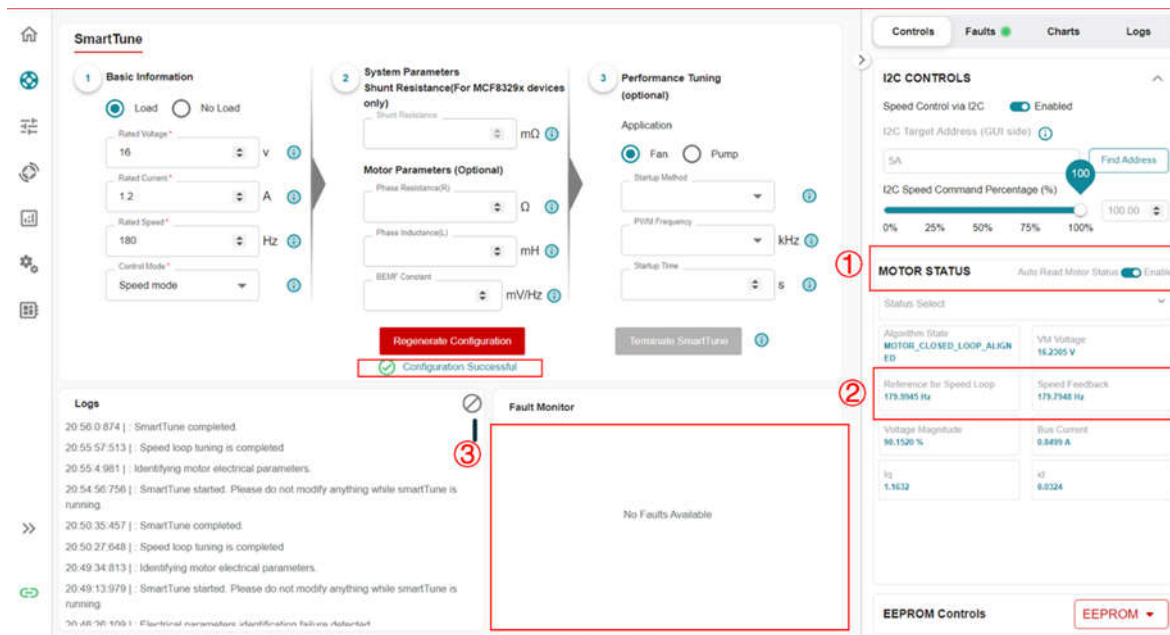 SmartTune
1
Basic Information
Load
No Load
Rated Voltage *
16
V
Rated Current *
1.2
A
Rated Speed *
180
Hz
Control Mode *
Speed mode
2
System Parameters
Shunt Resistance(For MCF8329x devices
only)
Shunt Resistance
mΩ
Motor Parameters (Optional)
Phase Resistance(R)
Ω
Phase Inductance(L)
mH
BEMF Constant
mV/Hz
3
Performance Tuning
(optional)
Application
Fan
Pump
Startup Method
PWM Frequency
kHz
Startup Time
s
Regenerate Configuration
Configuration Successful
Terminate SmartTune
Logs
20:56:0:874 | : SmartTune completed.
20:55:57:513 | : Speed loop tuning is completed
20:55:4:981 | : Identifying motor electrical parameters.
20:54:56:756 | : SmartTune started. Please do not modify anything while smartTune is
running.
20:50:35:457 | : SmartTune completed.
20:50:27:648 | : Speed loop tuning is completed
20:49:34:813 | : Identifying motor electrical parameters.
20:49:13:979 | : SmartTune started. Please do not modify anything while smartTune is
running.
20:48:26:109 | : Electrical parameters identification failure detected
③
Fault Monitor
No Faults Available
Controls
Faults
Charts
Logs
I2C CONTROLS
Speed Control via I2C
Enabled
I2C Target Address (GUI side)
5A
Find Address
100
I2C Speed Command Percentage (%)
100.00
0%
25%
50%
75%
100%
①
MOTOR STATUS
Auto Read Motor Status
Enable
Status Select
Algorithm State
MOTOR_CLOSED_LOOP_ALIGN
ED
VM Voltage
16.2305 V
②
Reference for Speed Loop
179.9945 Hz
Speed Feedback
179.7948 Hz
Voltage Magnitude
90.1520 %
Bus Current
0.8499 A
Iq
1.1632
Id
0.0324
EEPROM Controls
EEPROM